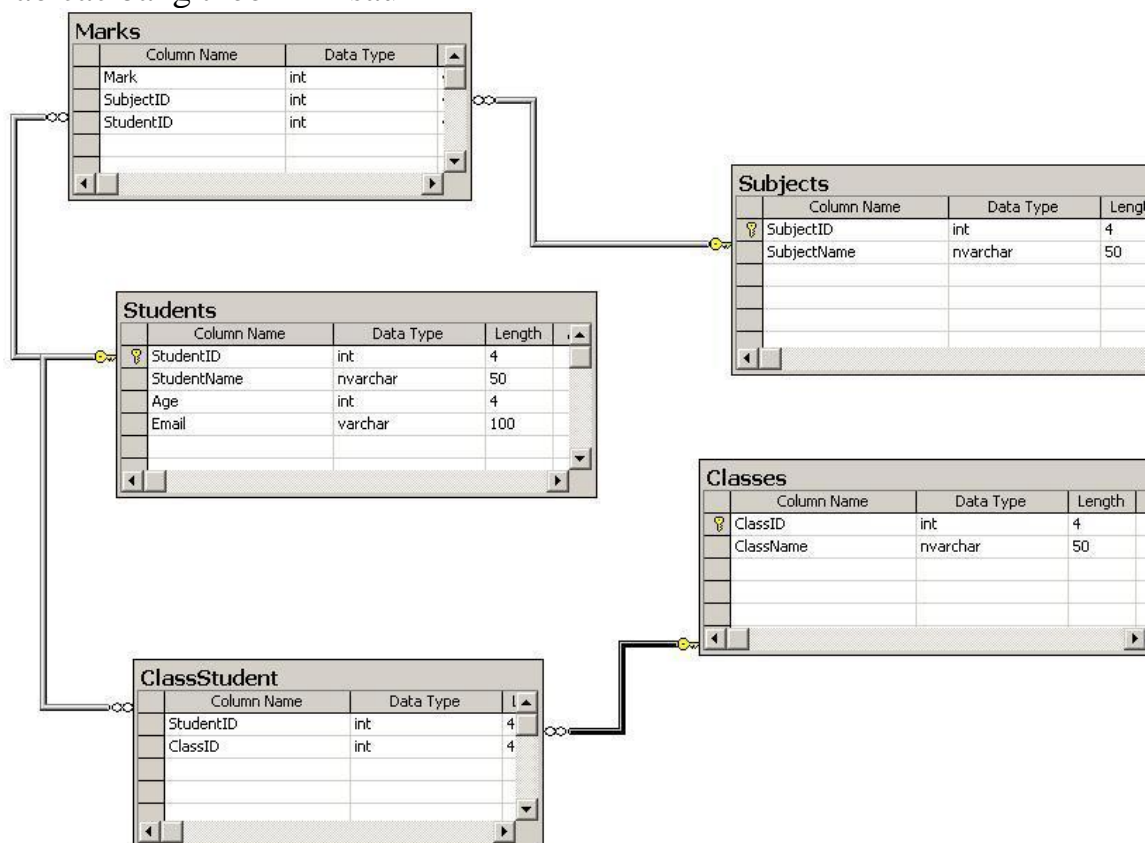 Marks
Column Name Data Type
Mark int
SubjectID int
StudentID int
Subjects
Column Name Data Type
SubjectID int 4
SubjectName nvarchar 50
Students
Column Name Data Type Length
StudentID int 4
StudentName nvarchar 50
Age int 4
Email varchar 100
Classes
Column Name Data Type Length
ClassID int 4
ClassName nvarchar 50
ClassStudent
Column Name Data Type L
StudentID int 4
ClassID int 4